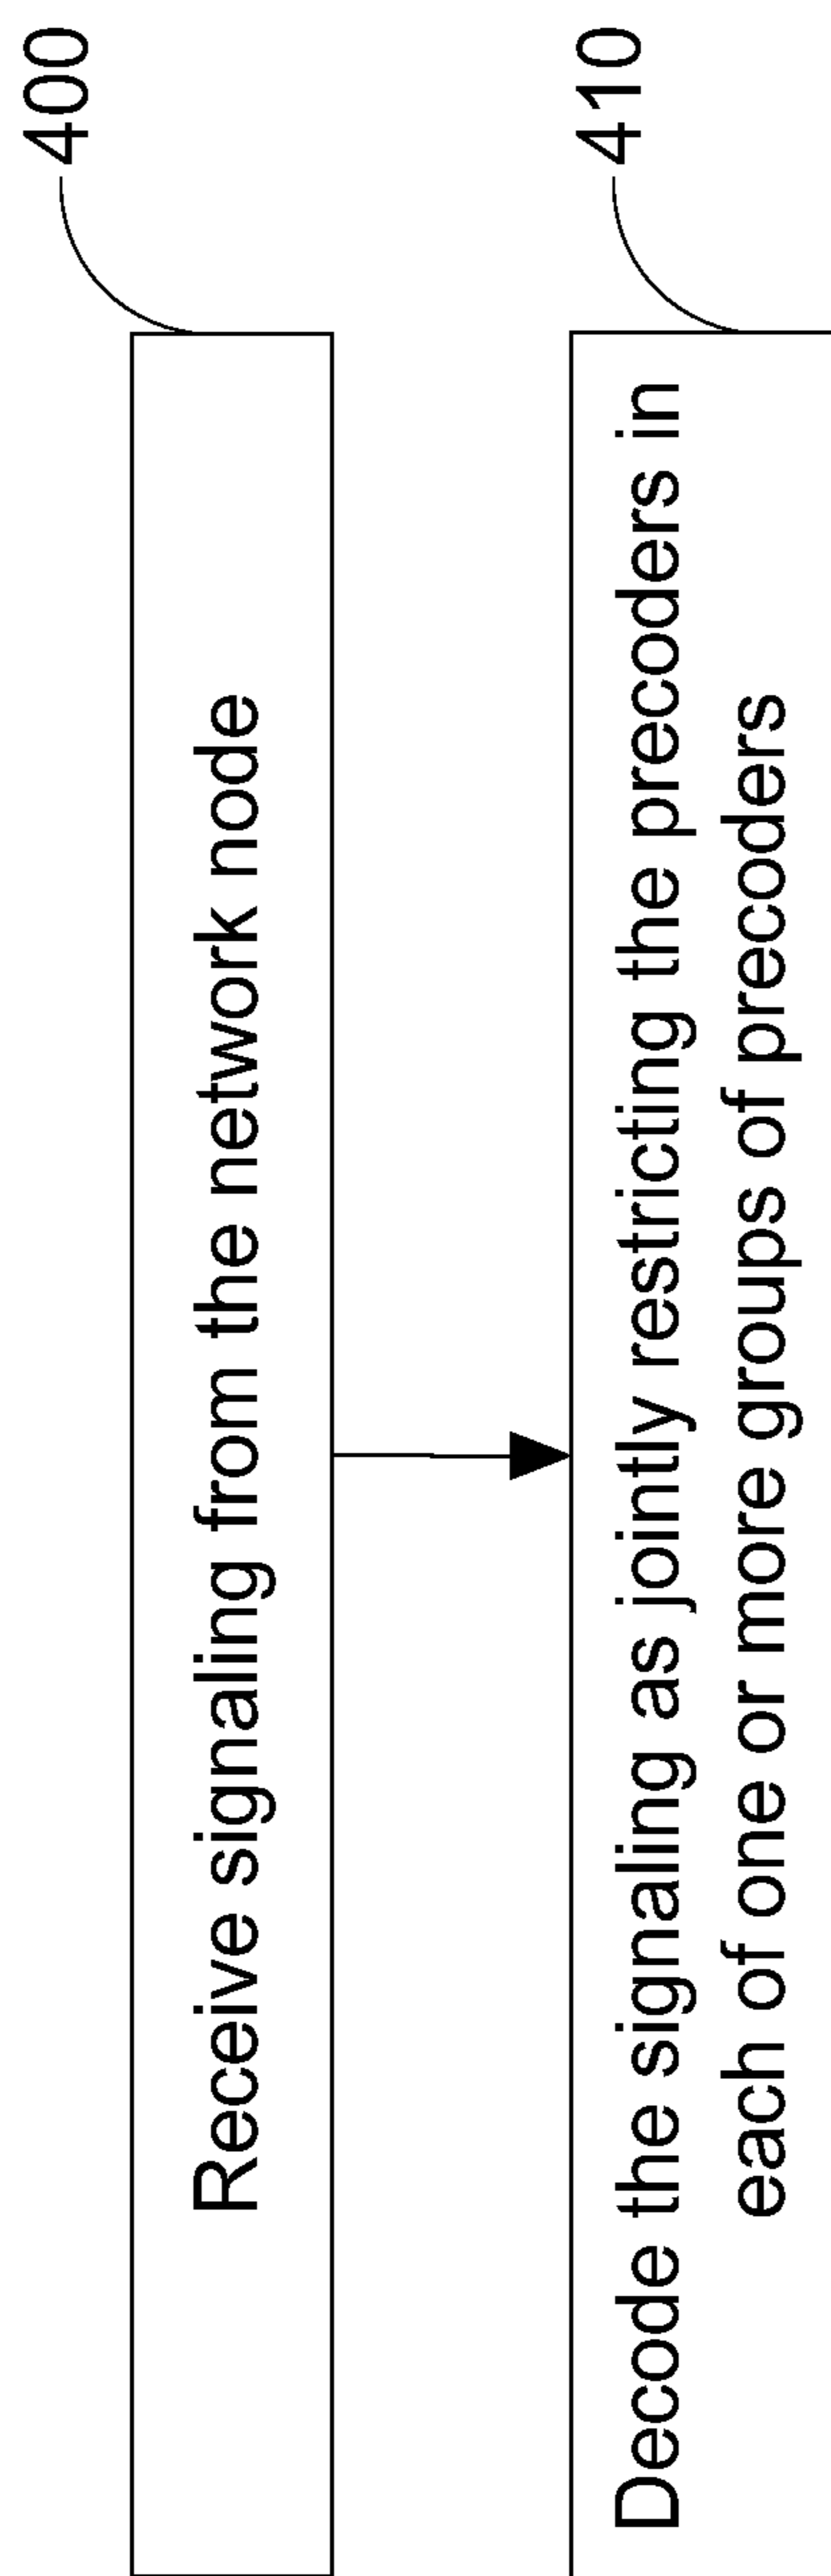 400
Receive signaling from the network node
410
Decode the signaling as jointly restricting the precoders in
each of one or more groups of precoders